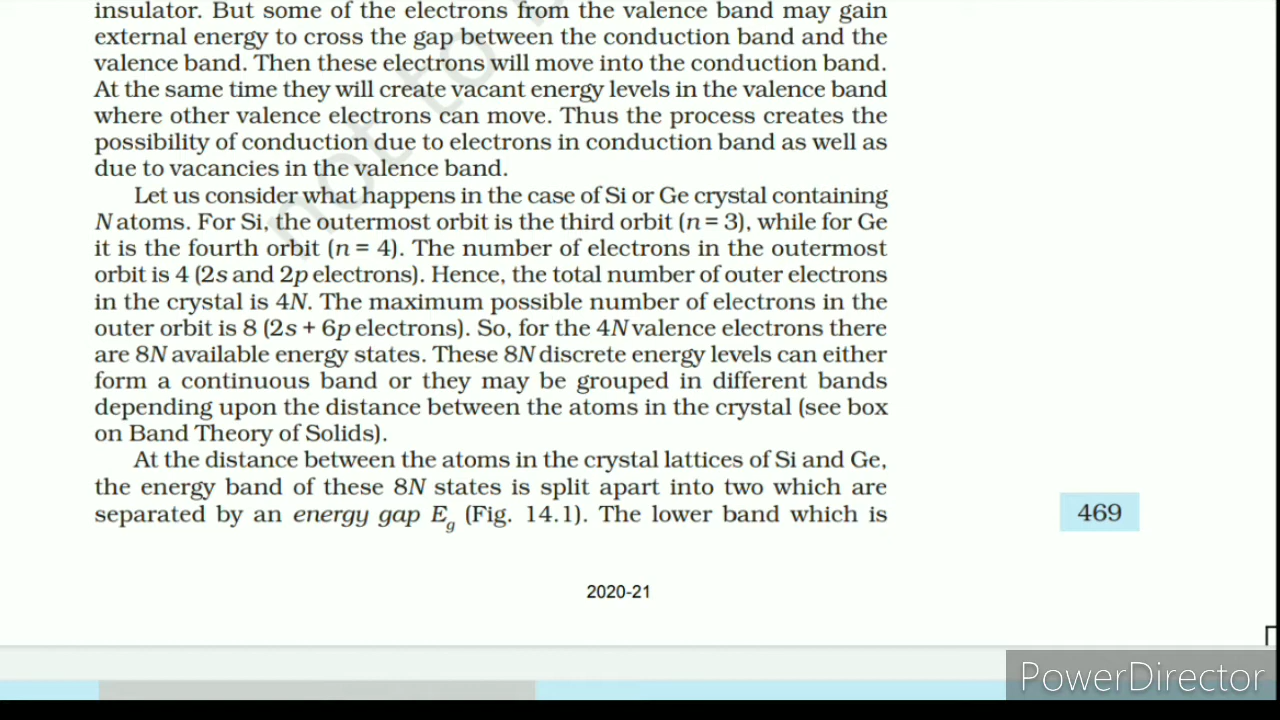 insulator. But some of the electrons from the valence band may gain
external energy to cross the gap between the conduction band and the
valence band. Then these electrons will move into the conduction band.
At the same time they will create vacant energy levels in the valence band
where other valence electrons can move. Thus the process creates the
possibility of conduction due to electrons in conduction band as well as
due to vacancies in the valence band.
Let us consider what happens in the case of Si or Ge crystal containing
N atoms. For Si, the outermost orbit is the third orbit (n = 3), while for Ge
it is the fourth orbit (n = 4). The number of electrons in the outermost
orbit is 4 (2s and 2p electrons). Hence, the total number of outer electrons
in the crystal is 4N. The maximum possible number of electrons in the
outer orbit is 8 (2s + 6p electrons). So, for the 4N valence electrons there
are 8N available energy states. These 8N discrete energy levels can either
form a continuous band or they may be grouped in different bands
depending upon the distance between the atoms in the crystal (see box
on Band Theory of Solids).
At the distance between the atoms in the crystal lattices of Si and Ge,
the energy band of these 8N states is split apart into two which are
separated by an energy gap Eg (Fig. 14.1). The lower band which is
469
2020-21
PowerDirector
not to